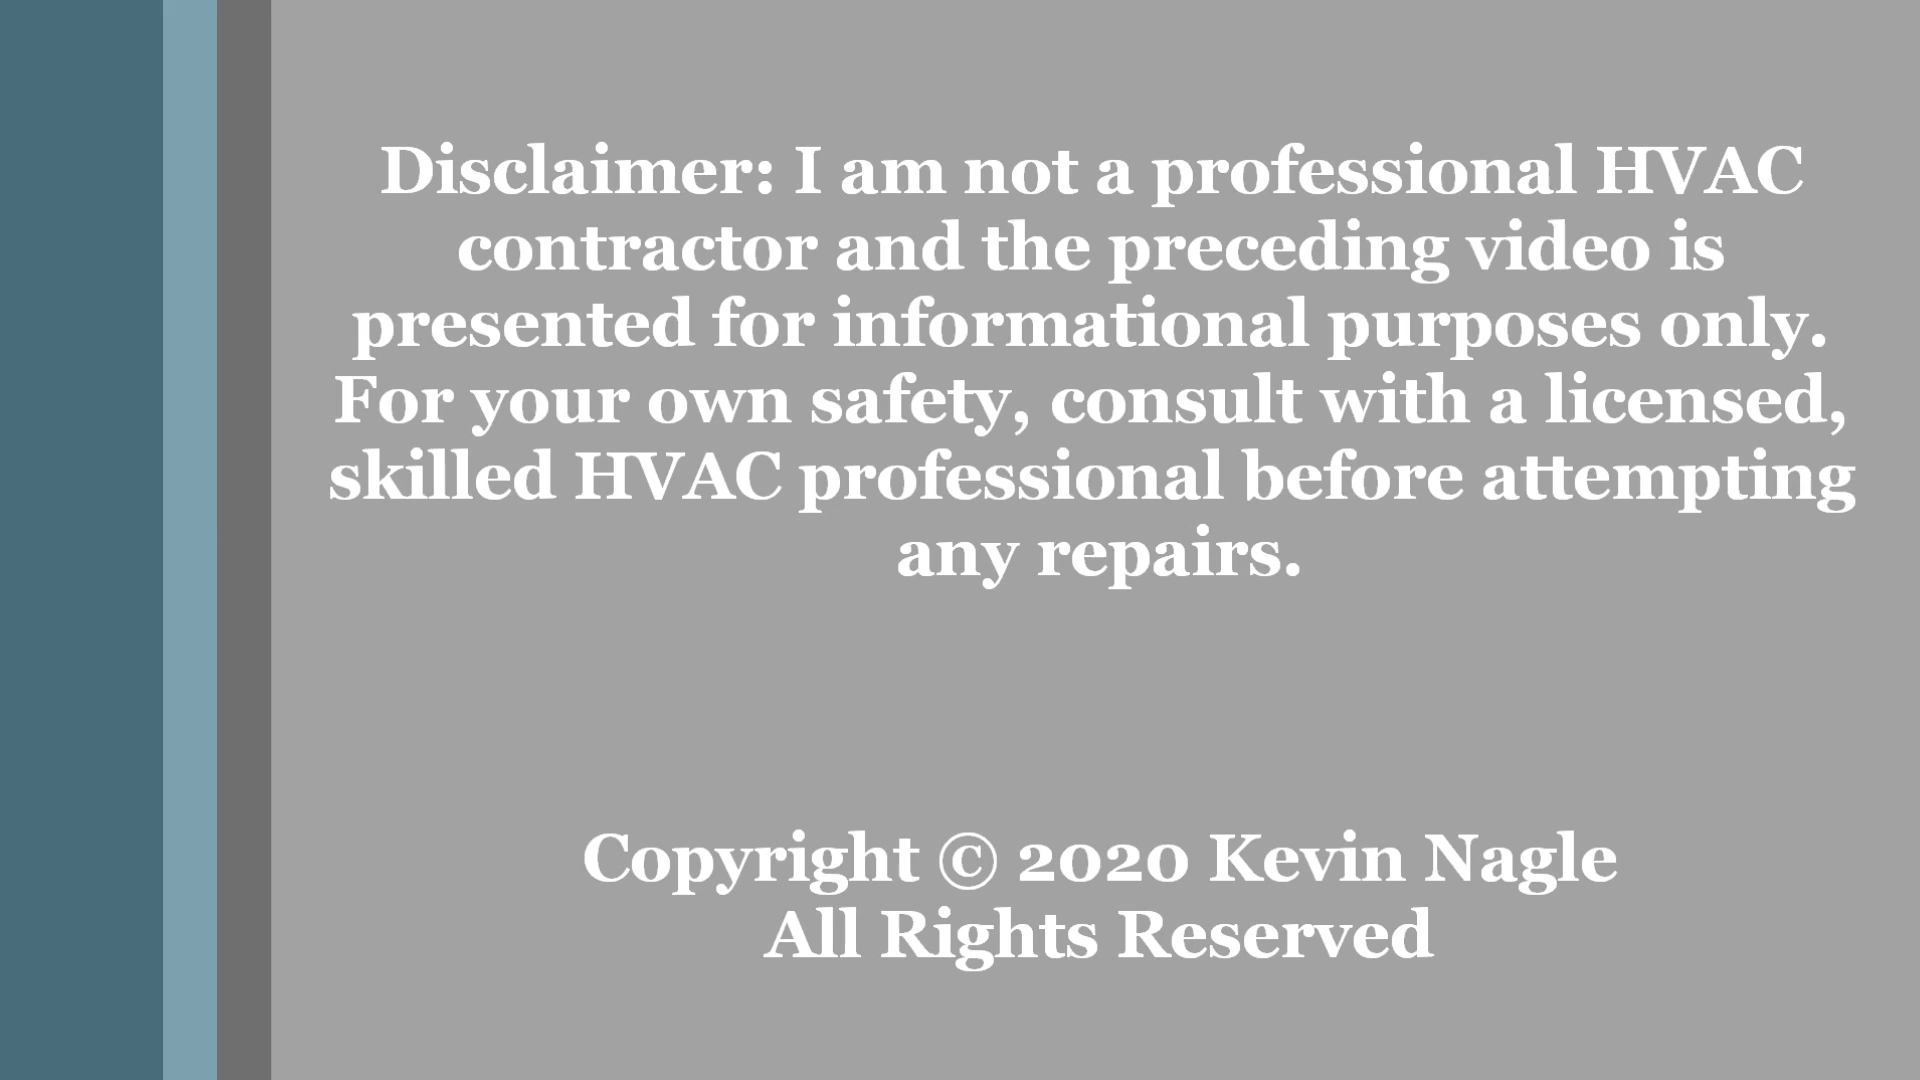 Disclaimer: I am not a professional HVAC
contractor and the preceding video is
presented for informational purposes only.
For your own safety, consult with a licensed,
skilled HVAC professional before attempting
any repairs.
Copyright © 2020 Kevin Nagle
All Rights Reserved